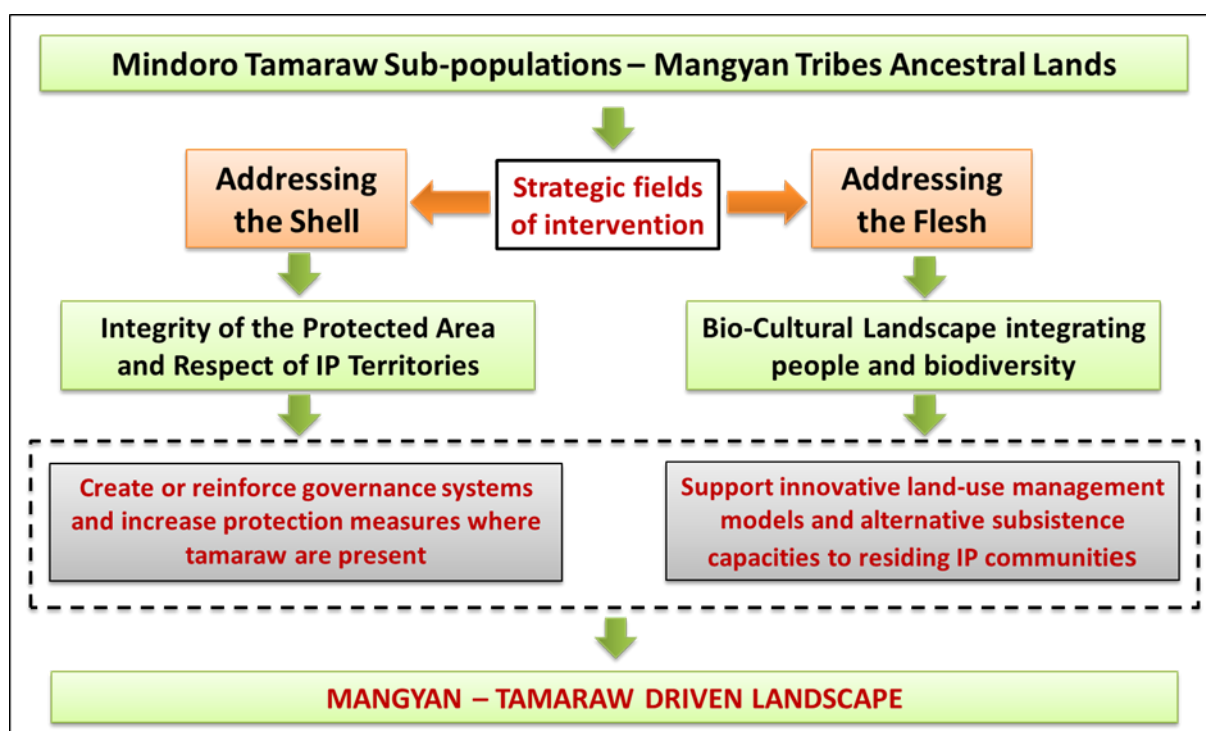 Mindoro Tamaraw Sub-populations – Mangyan Tribes Ancestral Lands
Addressing
the Shell
Strategic fields
of intervention
Addressing
the Flesh
Integrity of the Protected Area
and Respect of IP Territories
Bio-Cultural Landscape integrating
people and biodiversity
Create or reinforce governance systems
and increase protection measures where
tamaraw are present
Support innovative land-use management
models and alternative subsistence
capacities to residing IP communities
MANGYAN – TAMARAW DRIVEN LANDSCAPE